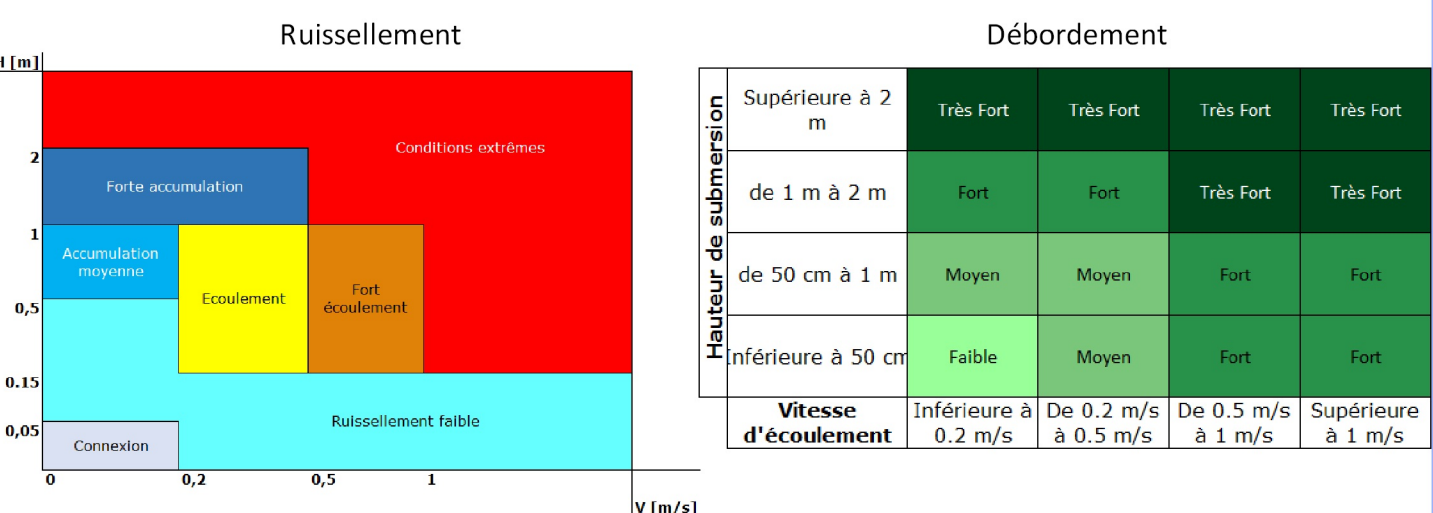 Ruissellement
H [m]
Conditions extrêmes
2
Forte accumulation
1
Accumulation
moyenne
Ecoulement
Fort
écoulement
0,5
0.15
Ruissellement faible
0,05
Connexion
0
0,2
0,5
1
V [m/s]
Débordement
Hauteur de submersion
Supérieure à 2
m
Très Fort
Très Fort
Très Fort
Très Fort
de 1 m à 2 m
Fort
Fort
Très Fort
Très Fort
de 50 cm à 1 m
Moyen
Moyen
Fort
Fort
Inférieure à 50 cm
Faible
Moyen
Fort
Fort
Vitesse
d'écoulement
Inférieure à
0.2 m/s
De 0.2 m/s
à 0.5 m/s
De 0.5 m/s
à 1 m/s
Supérieure
à 1 m/s